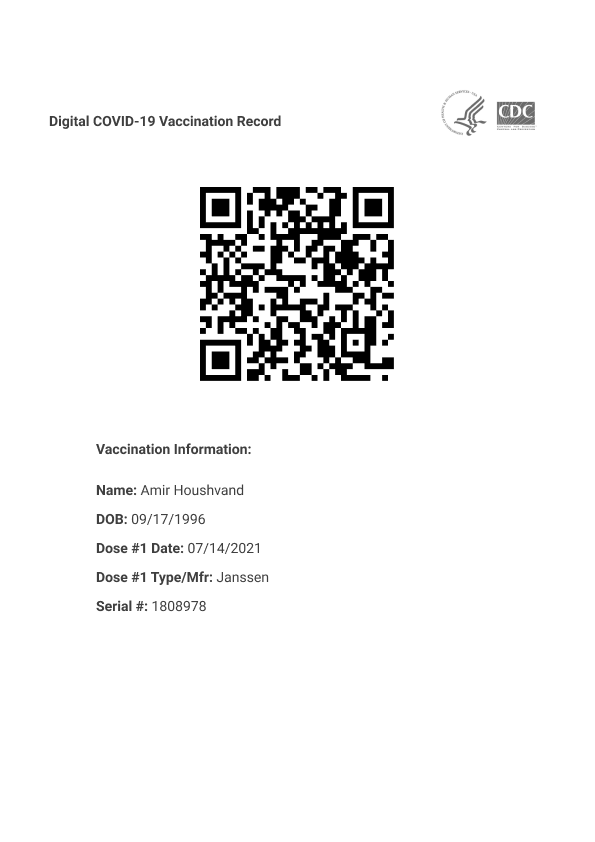 Digital COVID-19 Vaccination Record
CDC
Vaccination Information:
Name: Amir Houshvand
DOB: 09/17/1996
Dose #1 Date: 07/14/2021
Dose #1 Type/Mfr: Janssen
Serial #: 1808978